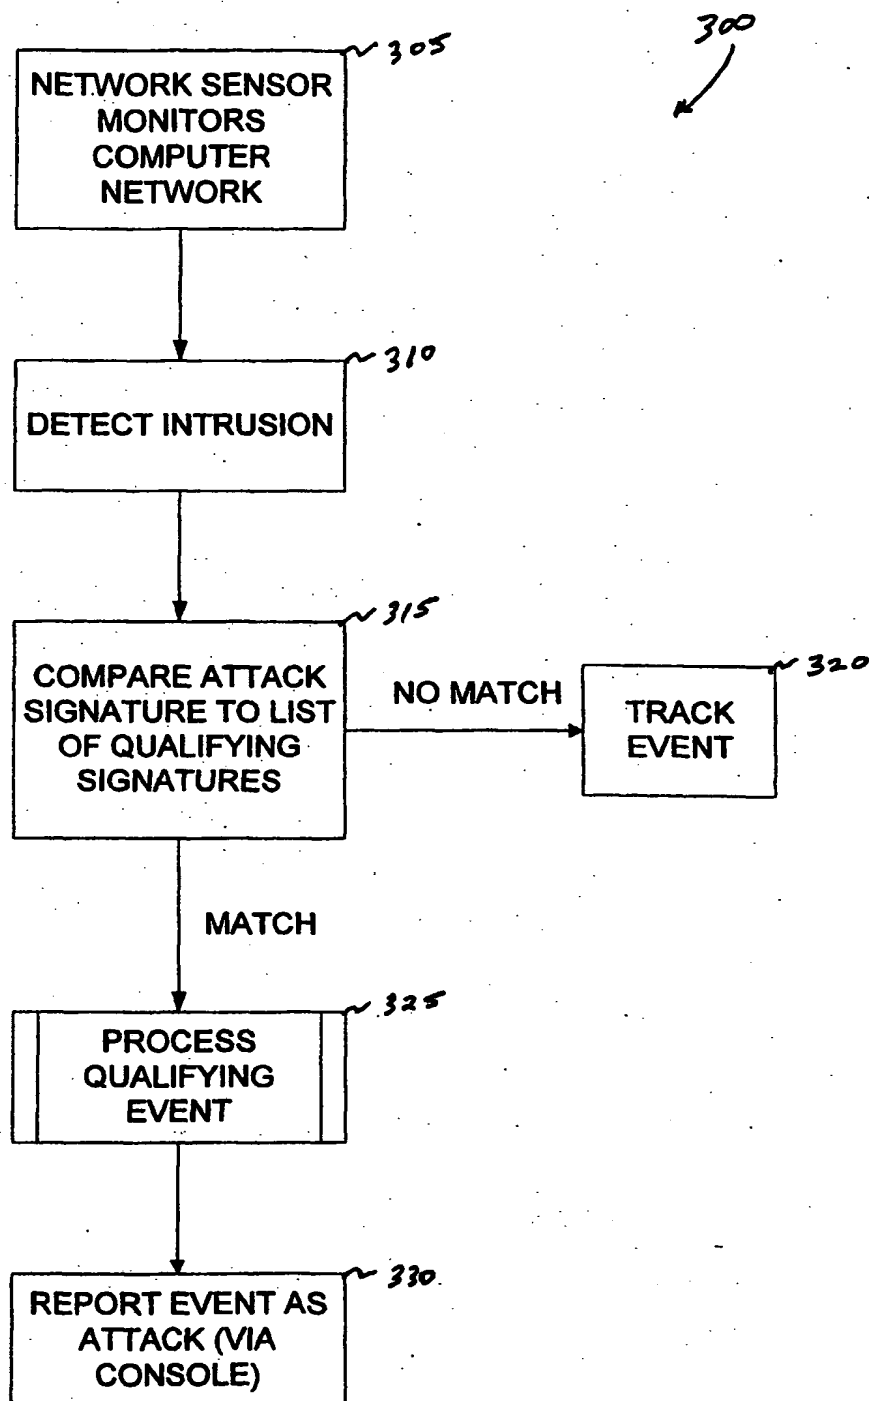 300
305
NETWORK SENSOR
MONITORS
COMPUTER
NETWORK
310
DETECT INTRUSION
315
COMPARE ATTACK
SIGNATURE TO LIST
OF QUALIFYING
SIGNATURES
NO MATCH
320
TRACK
EVENT
MATCH
325
PROCESS
QUALIFYING
EVENT
330
REPORT EVENT AS
ATTACK (VIA
CONSOLE)